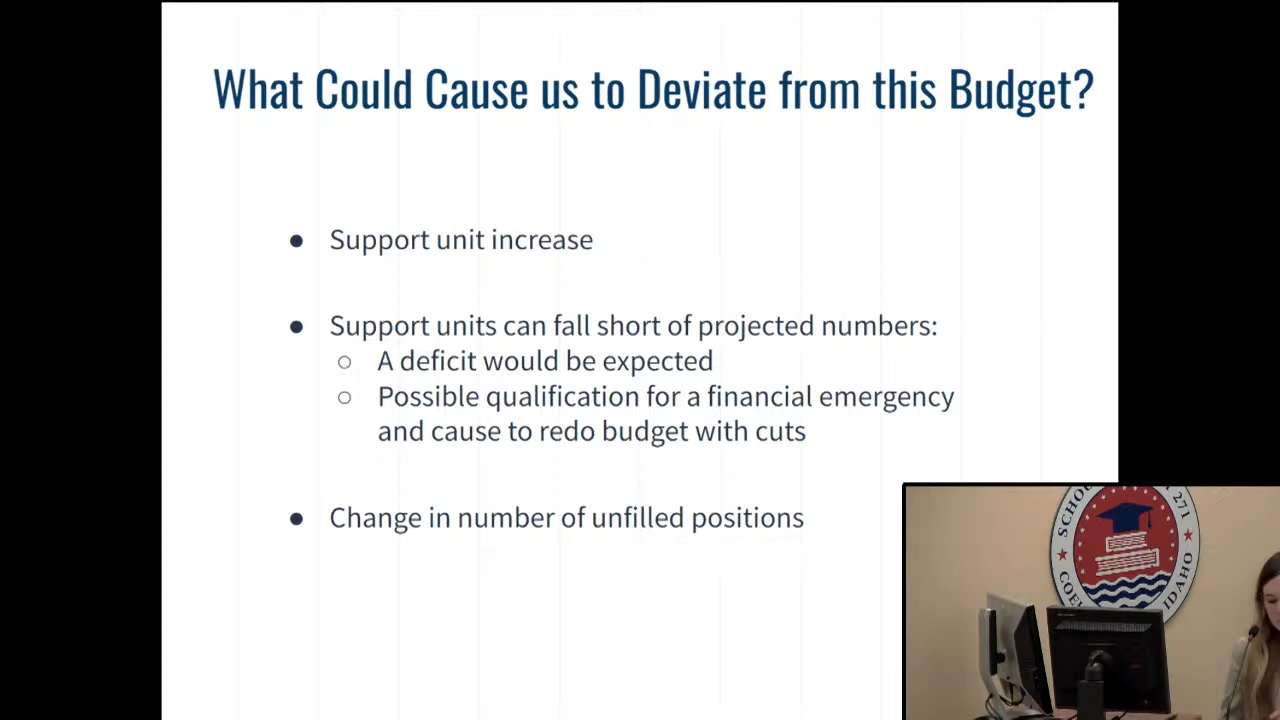 What Could Cause us to Deviate from this Budget?
● Support unit increase
● Support units can fall short of projected numbers:
○ A deficit would be expected
○ Possible qualification for a financial emergency
and cause to redo budget with cuts
● Change in number of unfilled positions
271
IDAHO